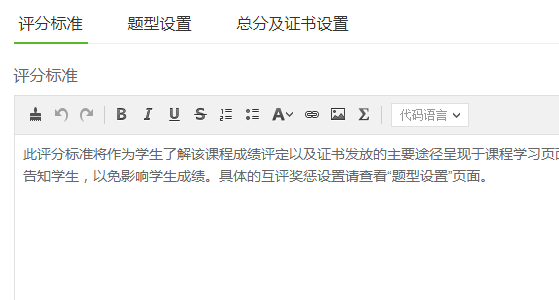 评分标准 题型设置 总分及证书设置
评分标准
B I U S A Σ 代码语言
此评分标准将作为学生了解该课程成绩评定以及证书发放的主要途径呈现于课程学习页
告知学生，以免影响学生成绩。具体的互评奖惩设置请查看“题型设置”页面。